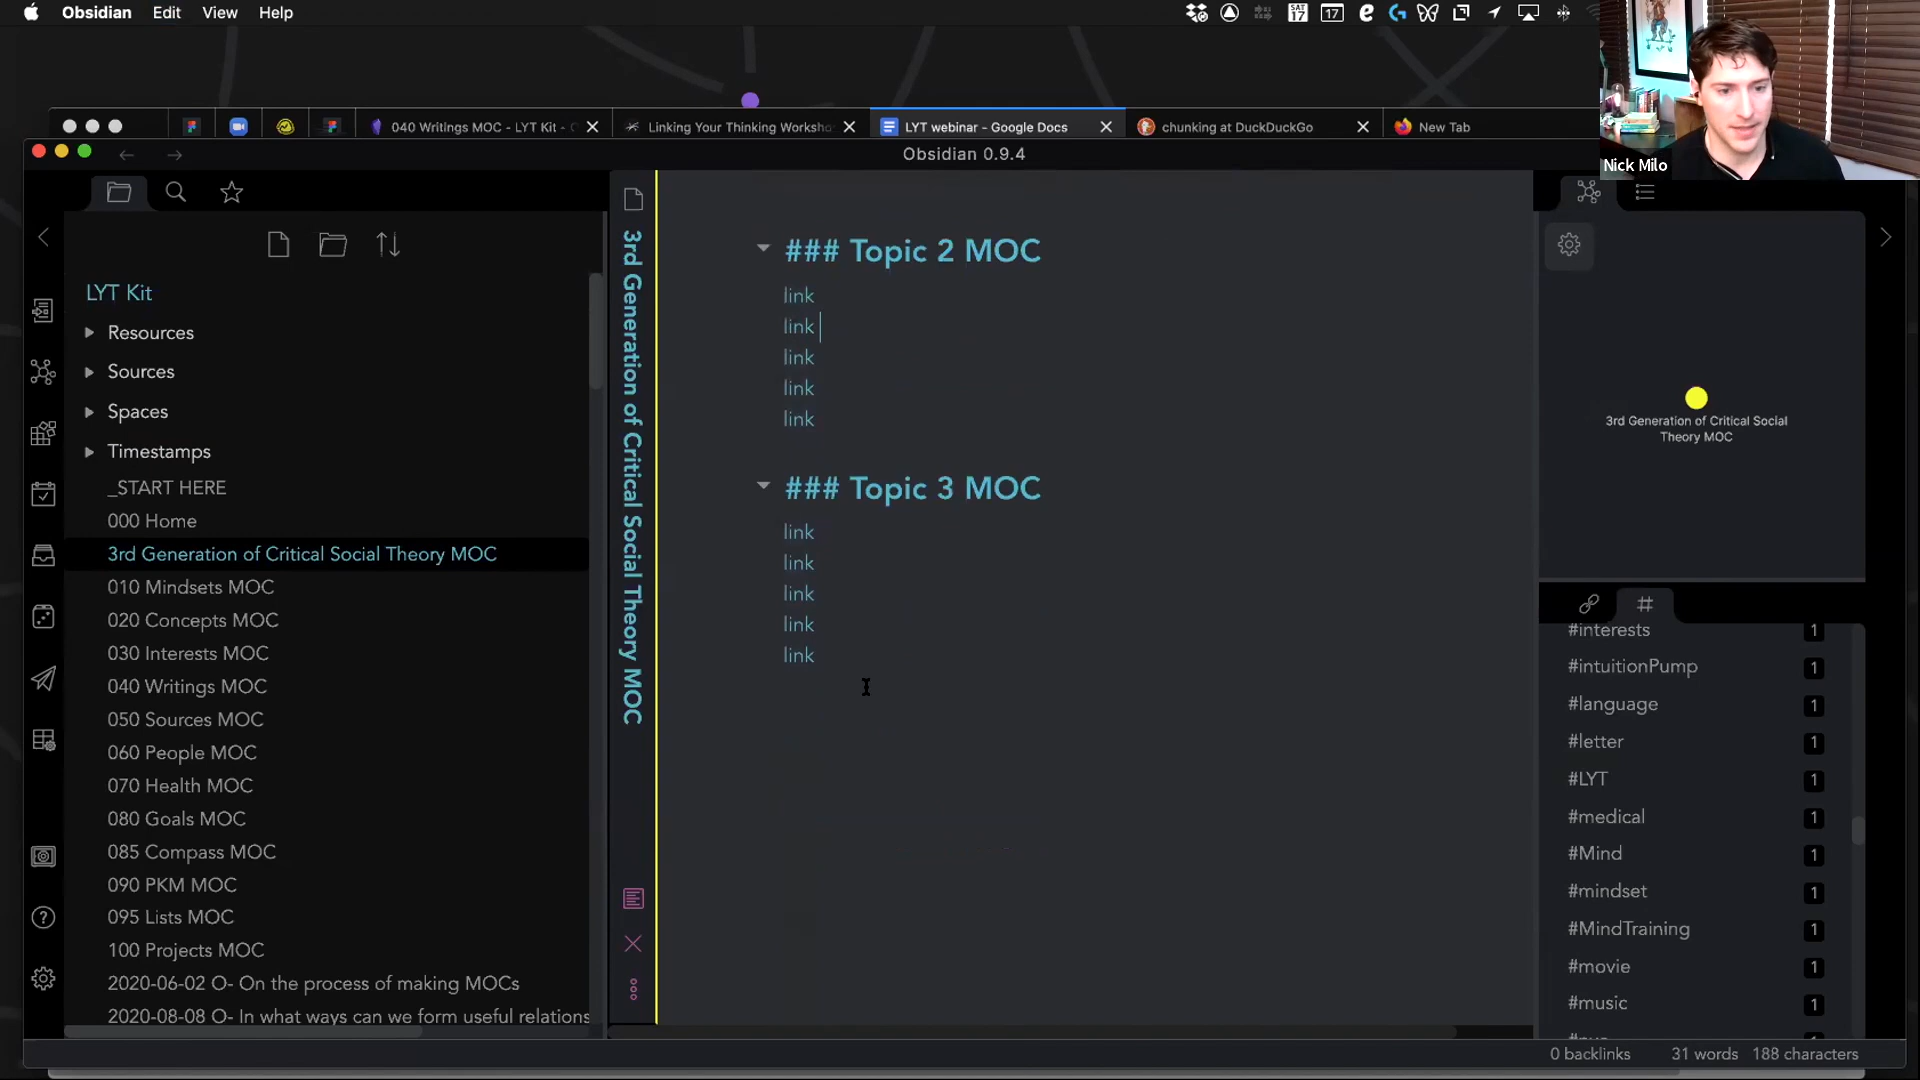 Obsidian Edit View Help
SAT 17 17
Nick Milo
040 Writings MOC - LYT Kit -
Linking Your Thinking Worksho
LYT webinar - Google Docs
chunking at DuckDuckGo
New Tab
Obsidian 0.9.4
LYT Kit
Resources
Sources
Spaces
Timestamps
_START HERE
000 Home
3rd Generation of Critical Social Theory MOC
010 Mindsets MOC
020 Concepts MOC
030 Interests MOC
040 Writings MOC
050 Sources MOC
060 People MOC
070 Health MOC
080 Goals MOC
085 Compass MOC
090 PKM MOC
095 Lists MOC
100 Projects MOC
2020-06-02 O- On the process of making MOCs
2020-08-08 O- In what ways can we form useful relations
3rd Generation of Critical Social Theory MOC
### Topic 2 MOC
link
link
link
link
link
### Topic 3 MOC
link
link
link
link
link
3rd Generation of Critical Social
Theory MOC
#interests 1
#intuitionPump 1
#language 1
#letter 1
#LYT 1
#medical 1
#Mind 1
#mindset 1
#MindTraining 1
#movie 1
#music 1
0 backlinks 31 words 188 characters